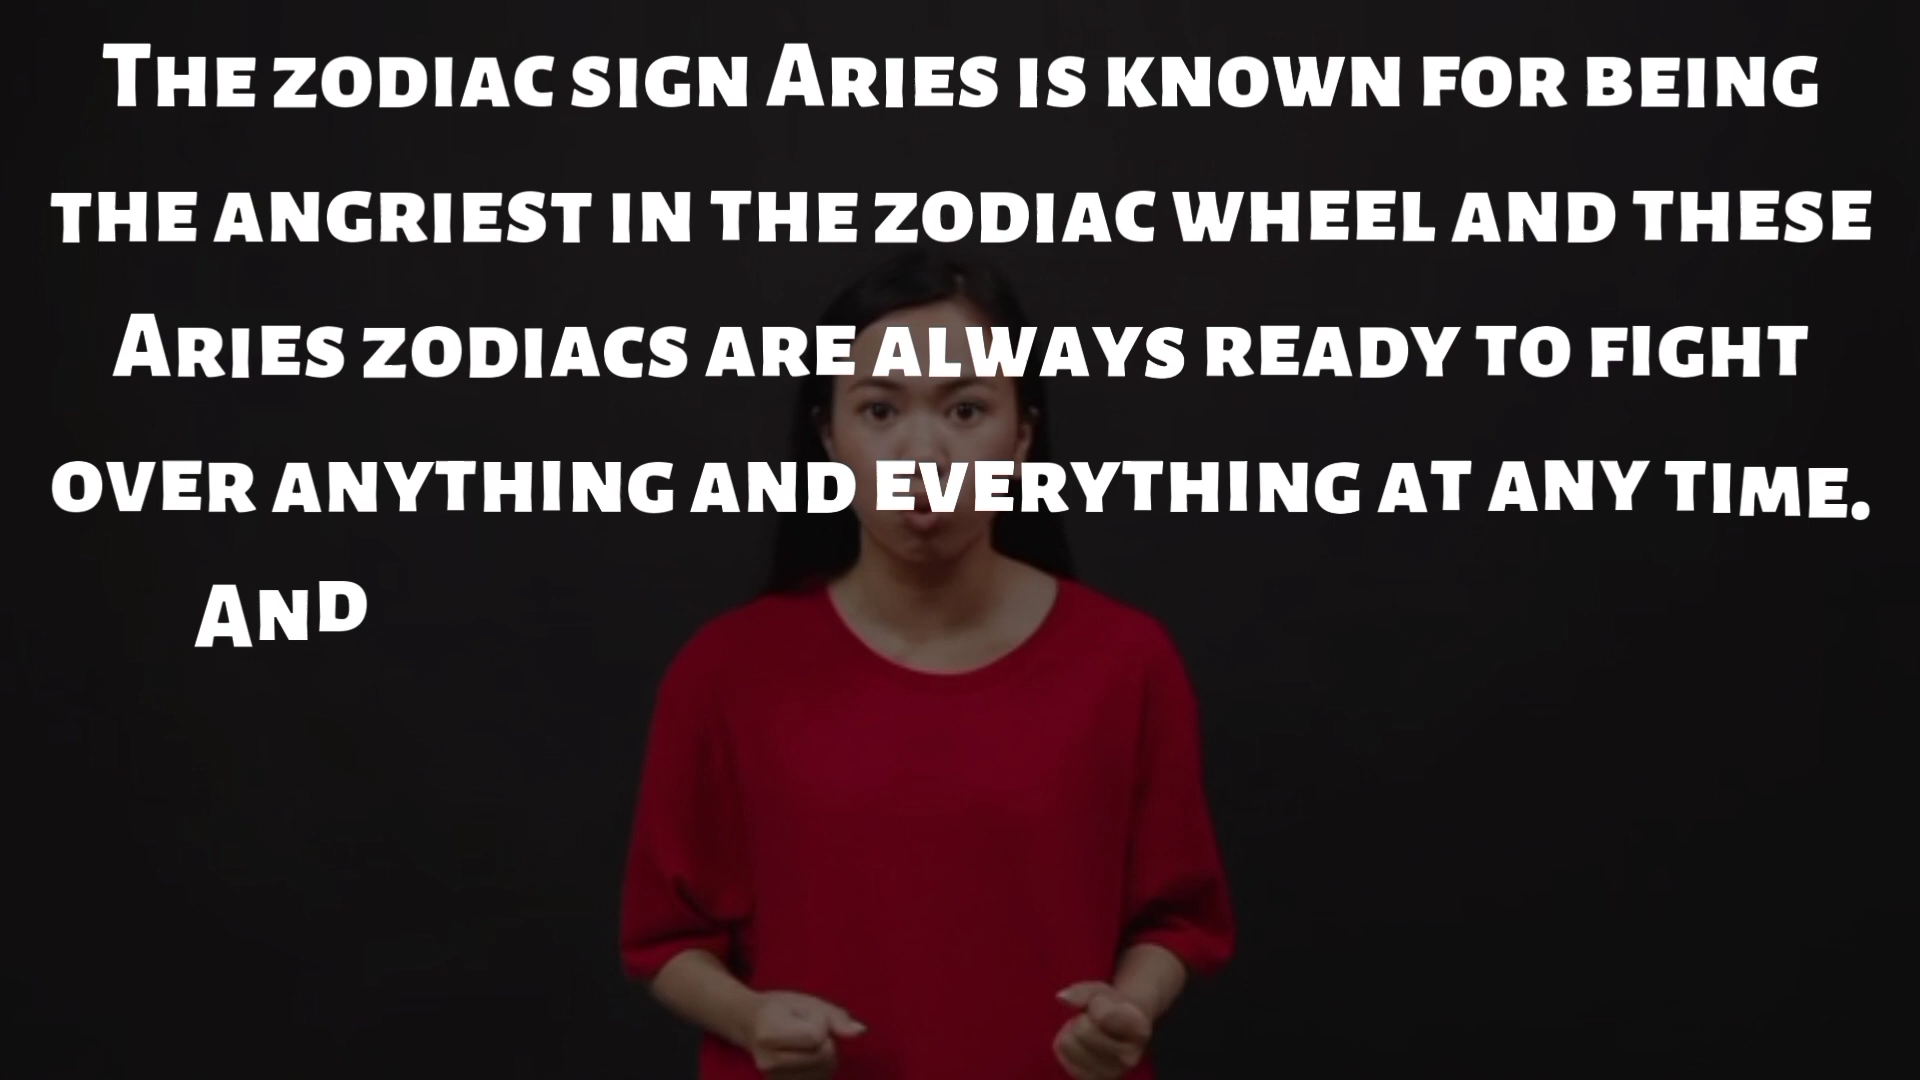 The zodiac sign Aries is known for being
the angriest in the zodiac wheel and these
Aries zodiacs are always ready to fight
over anything and everything at any time.
And